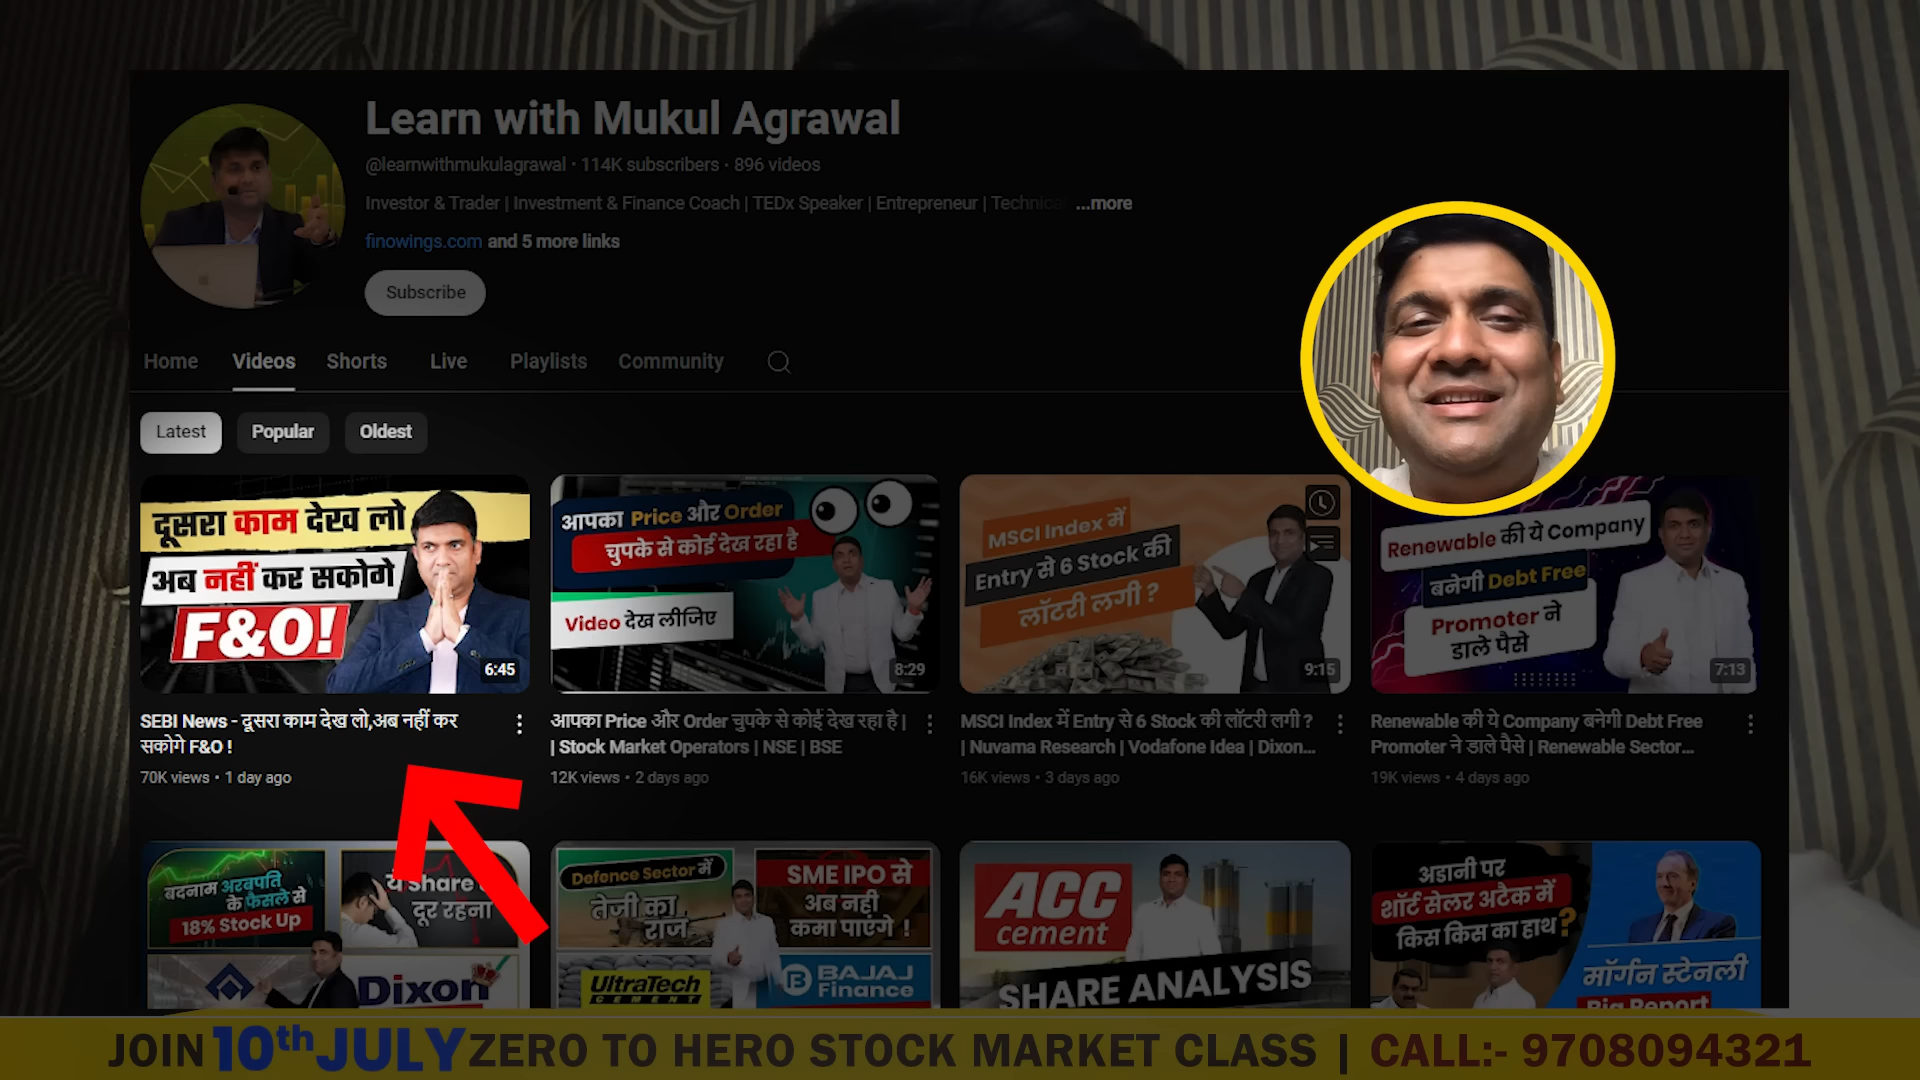 Learn with Mukul Agrawal
@learnwithmukulagrawal · 114K subscribers · 896 videos
Investor & Trader | Investment & Finance Coach | TEDx Speaker | Entrepreneur | Technica ...more
finowings.com and 5 more links
Subscribe
Home Videos Shorts Live Playlists Community
Latest Popular Oldest
दूसरा काम देख लो
अब नहीं कर सकोगे
F&O!
6:45
आपका Price और Order
चुपके से कोई देख रहा है
Video देख लीजिए
8:29
MSCI Index में
Entry से 6 Stock की
लॉटरी लगी ?
9:15
Renewable की ये Company
बनेगी Debt Free
Promoter ने
डाले पैसे
7:13
SEBI News - दूसरा काम देख लो,अब नहीं कर
सकोगे F&O !
70K views • 1 day ago
आपका Price और Order चुपके से कोई देख रहा है |
| Stock Market Operators | NSE | BSE
12K views • 2 days ago
MSCI Index में Entry से 6 Stock की लॉटरी लगी ?
| Nuvama Research | Vodafone Idea | Dixon...
16K views • 3 days ago
Renewable की ये Company बनेगी Debt Free
Promoter ने डाले पैसे | Renewable Sector...
19K views • 4 days ago
बदनाम अरबपति
के फैसले से
18% Stock Up
Share
दूर रहना
Dixon
Defence Sector में
तेजी का
राज
SME IPO से
अब नही
कमा पाएंगे !
UltraTech
CEMENT
BAJAJ
Finance
ACC
cement
SHARE ANALYSIS
अडानी पर
शॉर्ट सेलर अटैक में
किस किस का हाथ?
मॉर्गन स्टेनली
Big Report
JOIN 10th JULY ZERO TO HERO STOCK MARKET CLASS | CALL:- 9708094321